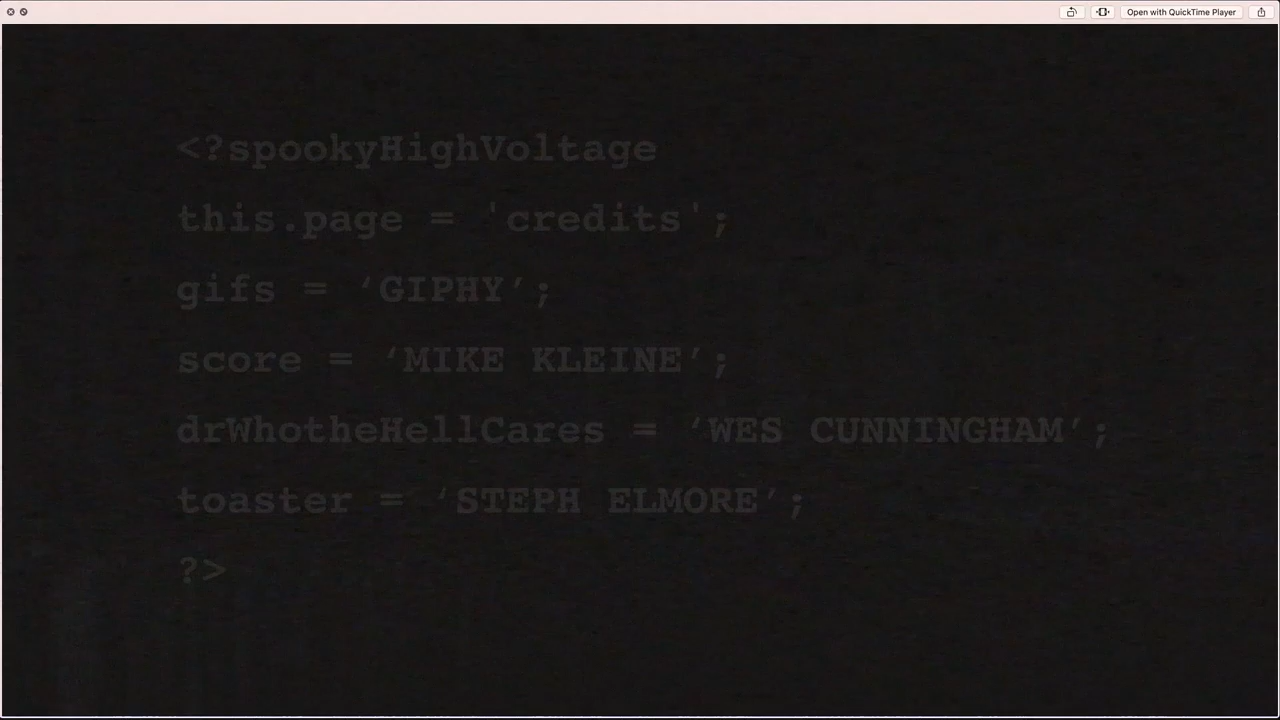 Open with QuickTime Player
<?spookyHighVoltage
this.page = 'credits';
gifs = ‘GIPHY’;
score = ‘MIKE KLEINE’;
drWhotheHellCares = ‘WES CUNNINGHAM’;
toaster = ‘STEPH ELMORE’;
?>